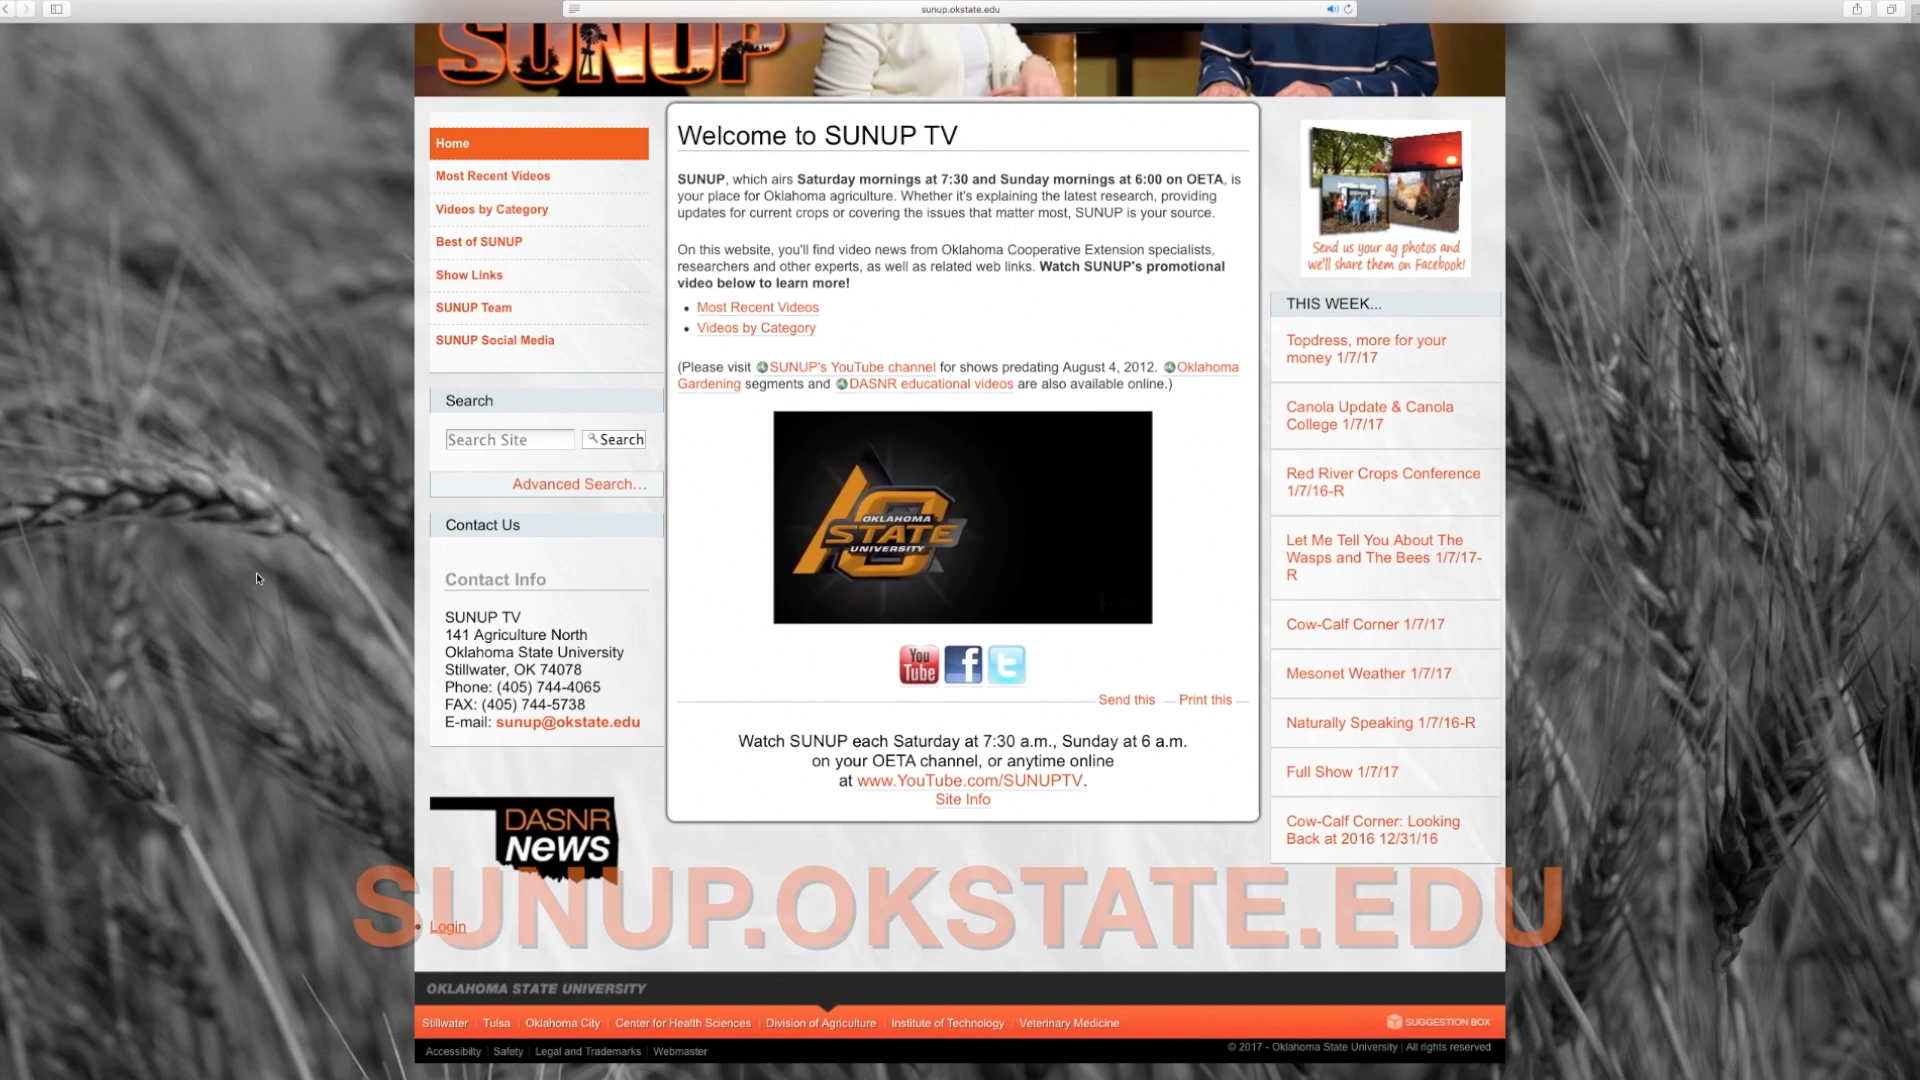 sunup.okstate.edu
SUNUP
Home
Most Recent Videos
Videos by Category
Best of SUNUP
Show Links
SUNUP Team
SUNUP Social Media
Search
Search Site
Search
Advanced Search…
Contact Us
Contact Info
SUNUP TV
141 Agriculture North
Oklahoma State University
Stillwater, OK 74078
Phone: (405) 744-4065
FAX: (405) 744-5738
E-mail: sunup@okstate.edu
DASNR
NEWS
Login
Welcome to SUNUP TV
SUNUP, which airs Saturday mornings at 7:30 and Sunday mornings at 6:00 on OETA, is
your place for Oklahoma agriculture. Whether it's explaining the latest research, providing
updates for current crops or covering the issues that matter most, SUNUP is your source.
On this website, you'll find video news from Oklahoma Cooperative Extension specialists,
researchers and other experts, as well as related web links. Watch SUNUP's promotional
video below to learn more!
• Most Recent Videos
• Videos by Category
(Please visit SUNUP's YouTube channel for shows predating August 4, 2012. Oklahoma
Gardening segments and DASNR educational videos are also available online.)
OKLAHOMA
STATE
UNIVERSITY
You
Tube
f
t
Send this
Print this
Watch SUNUP each Saturday at 7:30 a.m., Sunday at 6 a.m.
on your OETA channel, or anytime online
at www.YouTube.com/SUNUPTV.
Site Info
Send us your ag photos and
we'll share them on Facebook!
THIS WEEK...
Topdress, more for your
money 1/7/17
Canola Update & Canola
College 1/7/17
Red River Crops Conference
1/7/16-R
Let Me Tell You About The
Wasps and The Bees 1/7/17-
R
Cow-Calf Corner 1/7/17
Mesonet Weather 1/7/17
Naturally Speaking 1/7/16-R
Full Show 1/7/17
Cow-Calf Corner: Looking
Back at 2016 12/31/16
SUNUP.OKSTATE.EDU
OKLAHOMA STATE UNIVERSITY
Stillwater | Tulsa | Oklahoma City | Center for Health Sciences | Division of Agriculture | Institute of Technology | Veterinary Medicine
SUGGESTION BOX
Accessibilty | Safety | Legal and Trademarks | Webmaster
© 2017 - Oklahoma State University | All rights reserved